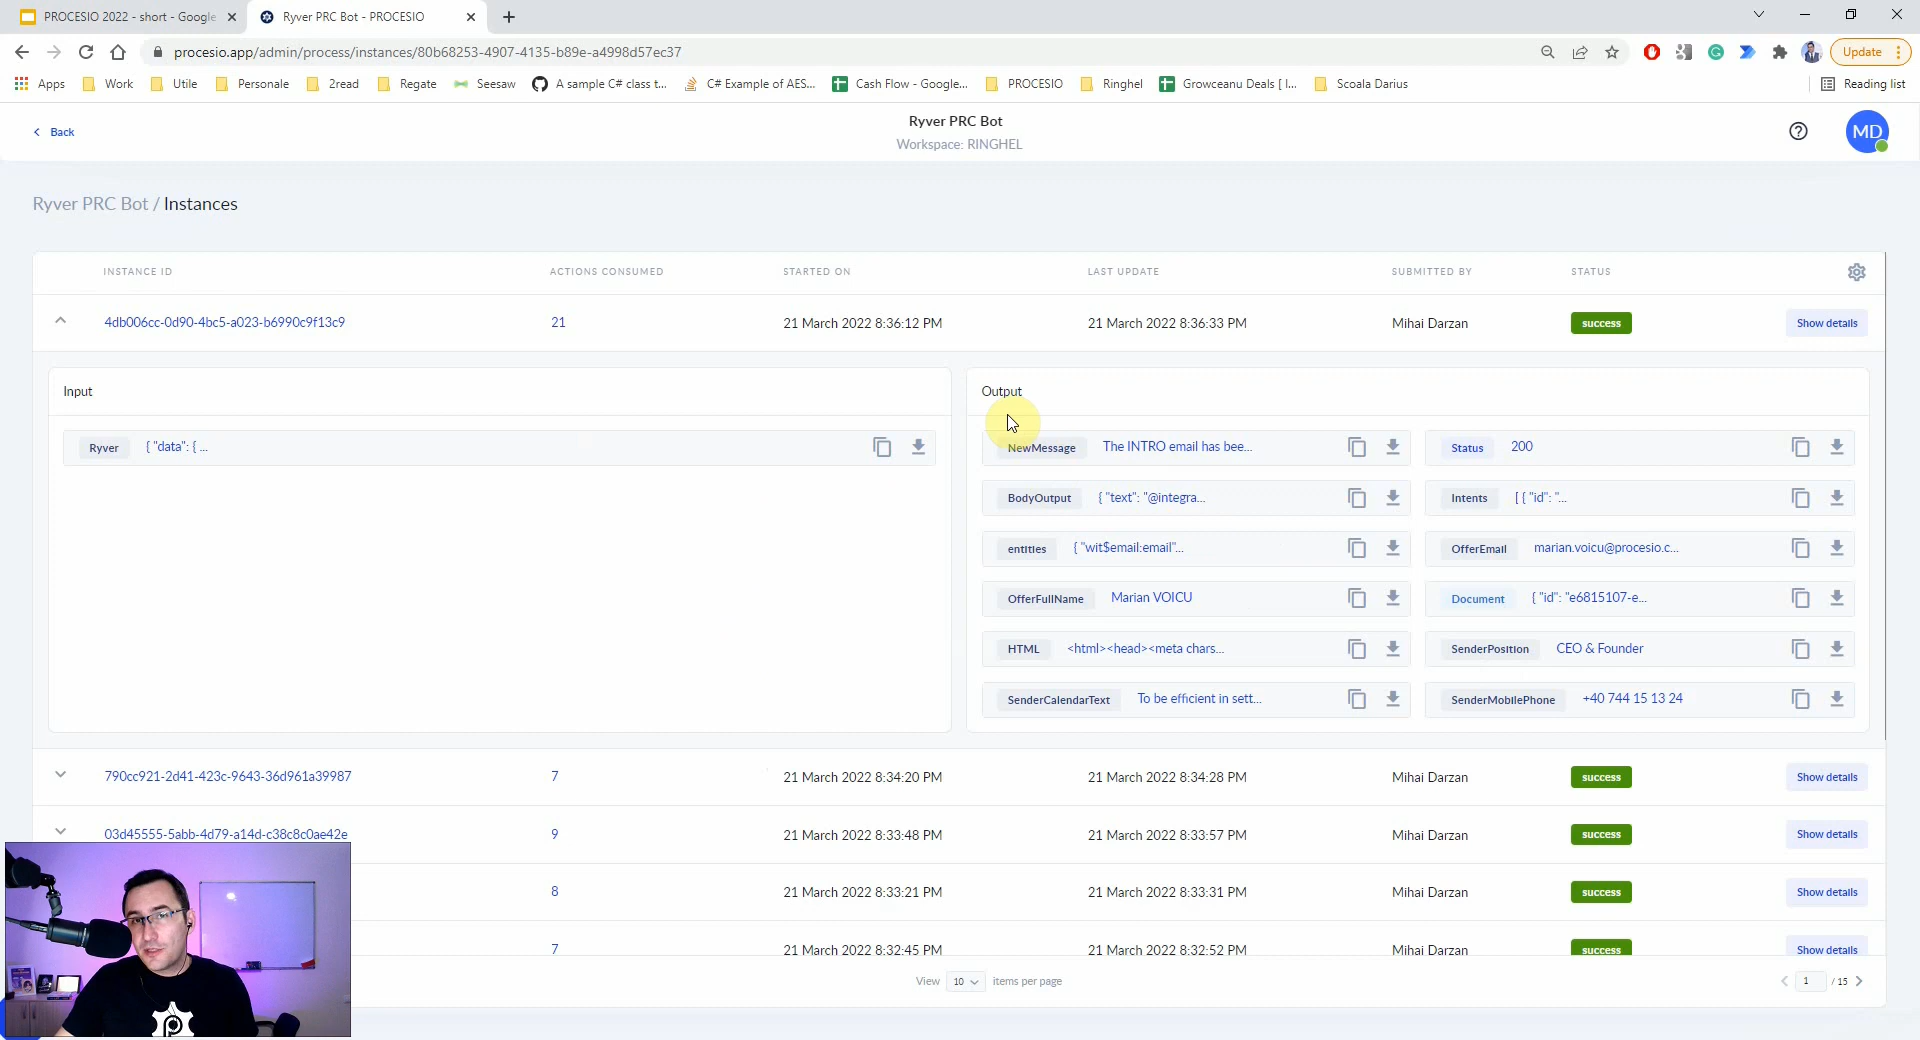 PROCESIO 2022 - short - Google
Ryver PRC Bot - PROCESIO
procesio.app/admin/process/instances/80b68253-4907-4135-b89e-a4998d57ec37
Update
Apps
Work
Utile
Personale
2read
Regate
Seesaw
A sample C# class t...
C# Example of AES...
Cash Flow - Google...
PROCESIO
Ringhel
Growceanu Deals [ I...
Scoala Darius
Reading list
Back
Ryver PRC Bot
Workspace: RINGHEL
MD
Ryver PRC Bot / Instances
INSTANCE ID ACTIONS CONSUMED STARTED ON LAST UPDATE SUBMITTED BY STATUS
4db006cc-0d90-4bc5-a023-b6990c9f13c9 21 21 March 2022 8:36:12 PM 21 March 2022 8:36:33 PM Mihai Darzan success Show details
Input
Ryver { "data": { ...
Output
NewMessage The INTRO email has bee...
Status 200
BodyOutput { "text": "@integra...
Intents [ { "id": "...
entities { "wit$email:email"...
OfferEmail marian.voicu@procesio.c...
OfferFullName Marian VOICU
Document { "id": "e6815107-e...
HTML <html><head><meta chars...
SenderPosition CEO & Founder
SenderCalendarText To be efficient in sett...
SenderMobilePhone +40 744 15 13 24
790cc921-2d41-423c-9643-36d961a39987 7 21 March 2022 8:34:20 PM 21 March 2022 8:34:28 PM Mihai Darzan success Show details
03d45555-5abb-4d79-a14d-c38c8c0ae42e 9 21 March 2022 8:33:48 PM 21 March 2022 8:33:57 PM Mihai Darzan success Show details
8 21 March 2022 8:33:21 PM 21 March 2022 8:33:31 PM Mihai Darzan success Show details
7 21 March 2022 8:32:45 PM 21 March 2022 8:32:52 PM Mihai Darzan success Show details
View 10 items per page
1 / 15